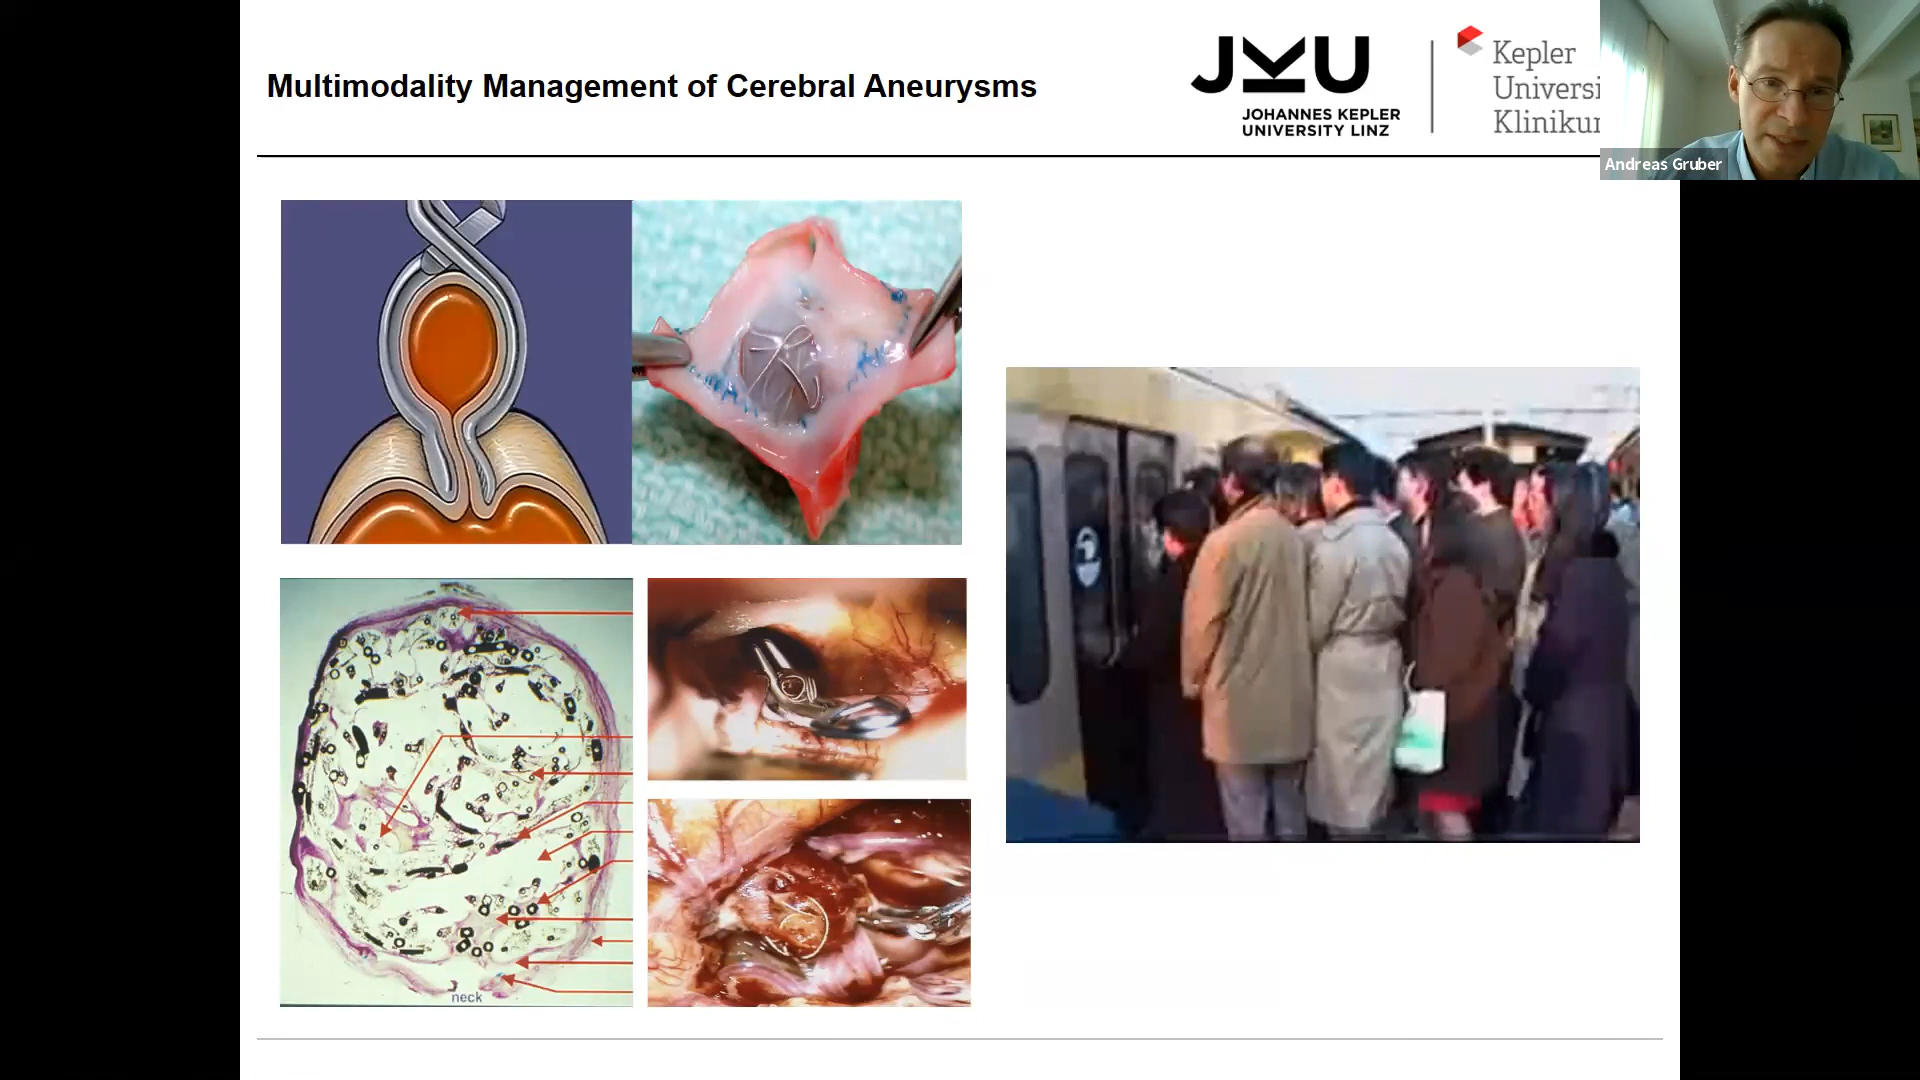 Multimodality Management of Cerebral Aneurysms
JKU
JOHANNES KEPLER
UNIVERSITY LINZ
Kepler
Universi
Klinikur
Andreas Gruber
neck